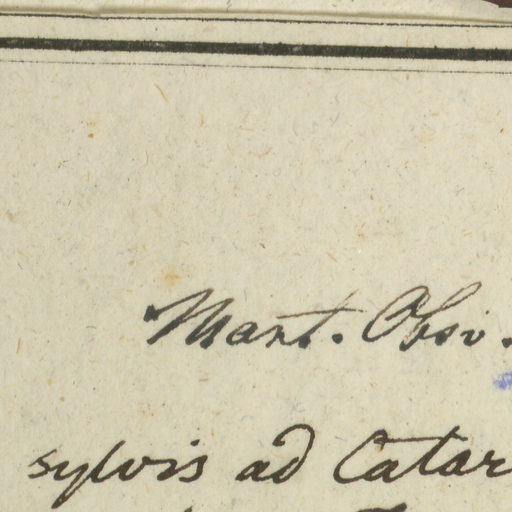 Mart. Obsv.
sylvis ad Catar